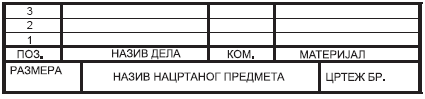 3
2
1
ПОЗ. НАЗИВ ДЕЛА КОМ. МАТЕРИЈАЛ
РАЗМЕРА НАЗИВ НАЦРТАНОГ ПРЕДМЕТА ЦРТЕЖ БР.